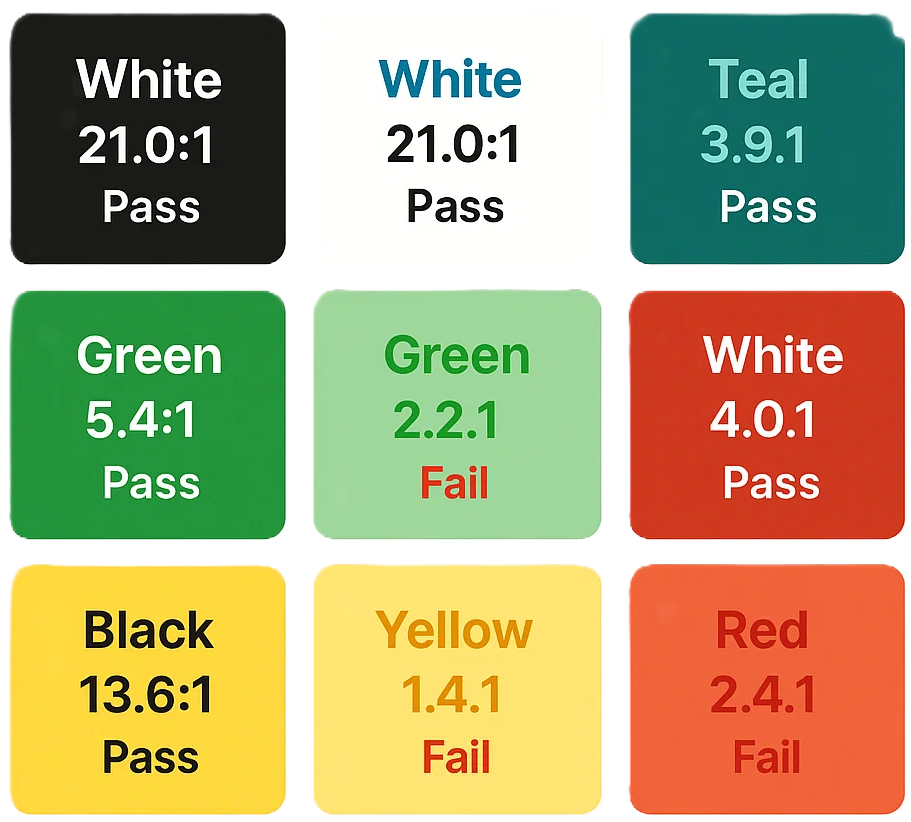 White
21.0:1
Pass
White
21.0:1
Pass
Teal
3.9.1
Pass
Green
5.4:1
Pass
Green
2.2.1
Fail
White
4.0.1
Pass
Black
13.6:1
Pass
Yellow
1.4.1
Fail
Red
2.4.1
Fail